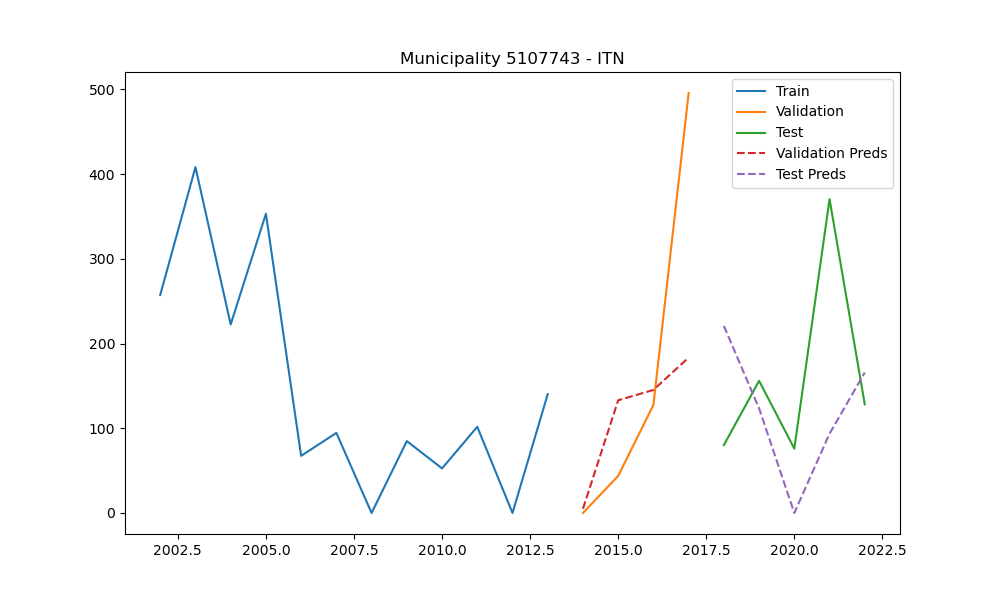 Municipality 5107743 - ITN
500
400
300
200
100
0
2002.5 2005.0 2007.5 2010.0 2012.5 2015.0 2017.5 2020.0 2022.5
Train
Validation
Test
Validation Preds
Test Preds